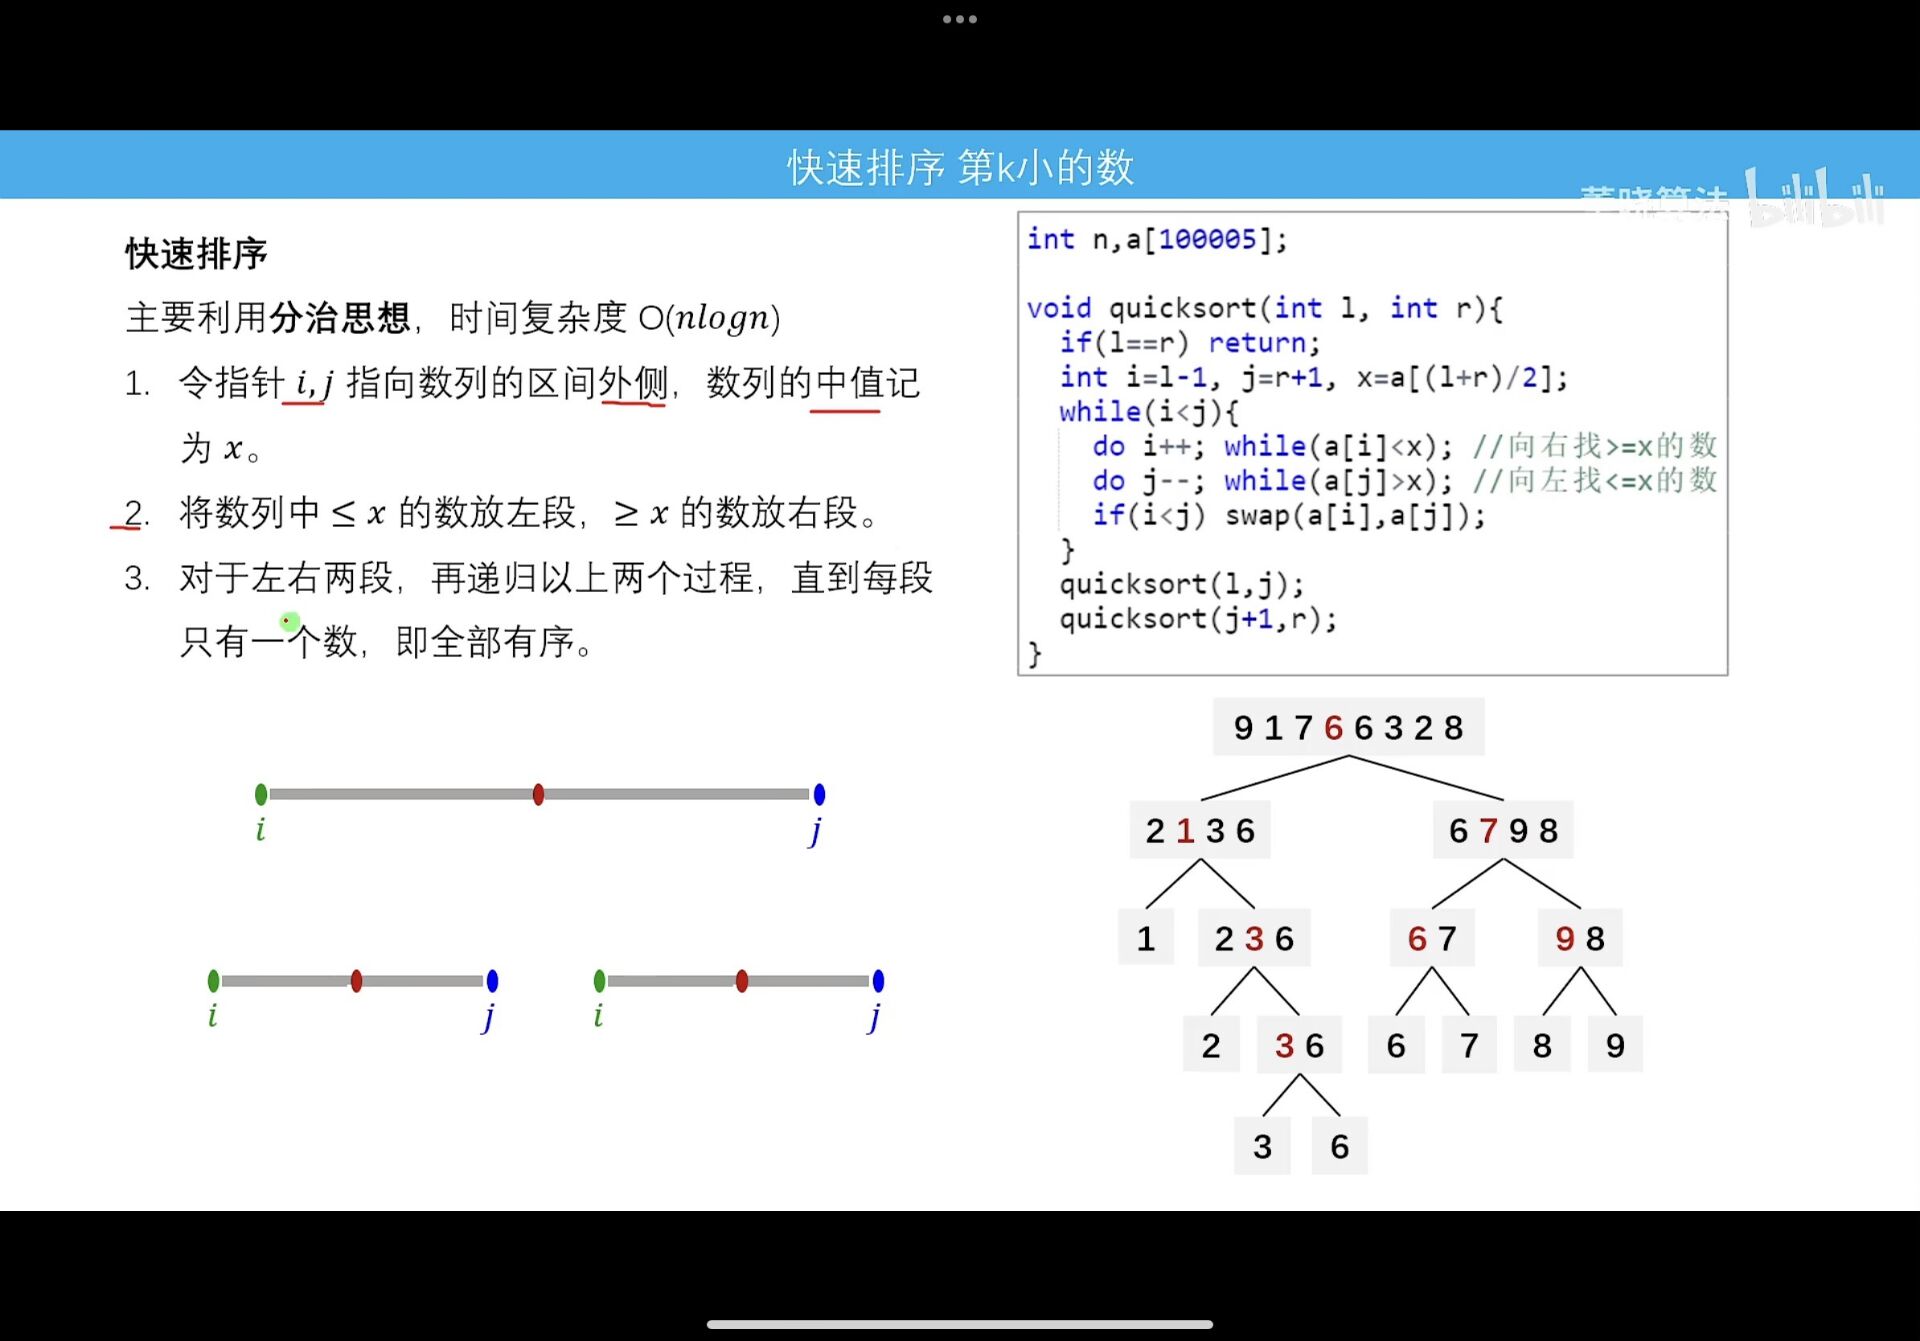 快速排序 第k小的数
董晓算法 bilibili
快速排序
主要利用分治思想，时间复杂度 O(nlogn)
1. 令指针 i,j 指向数列的区间外侧，数列的中值记
为 x。
2. 将数列中 ≤ x 的数放左段，≥ x 的数放右段。
3. 对于左右两段，再递归以上两个过程，直到每段
只有一个数，即全部有序。
int n,a[100005];
void quicksort(int l, int r){
if(l==r) return;
int i=l-1, j=r+1, x=a[(l+r)/2];
while(i<j){
do i++; while(a[i]<x); //向右找>=x的数
do j--; while(a[j]>x); //向左找<=x的数
if(i<j) swap(a[i],a[j]);
}
quicksort(l,j);
quicksort(j+1,r);
}
i j
i j i j
9 1 7 6 6 3 2 8
2 1 3 6 6 7 9 8
1 2 3 6 6 7 9 8
2 3 6 6 7 8 9
3 6